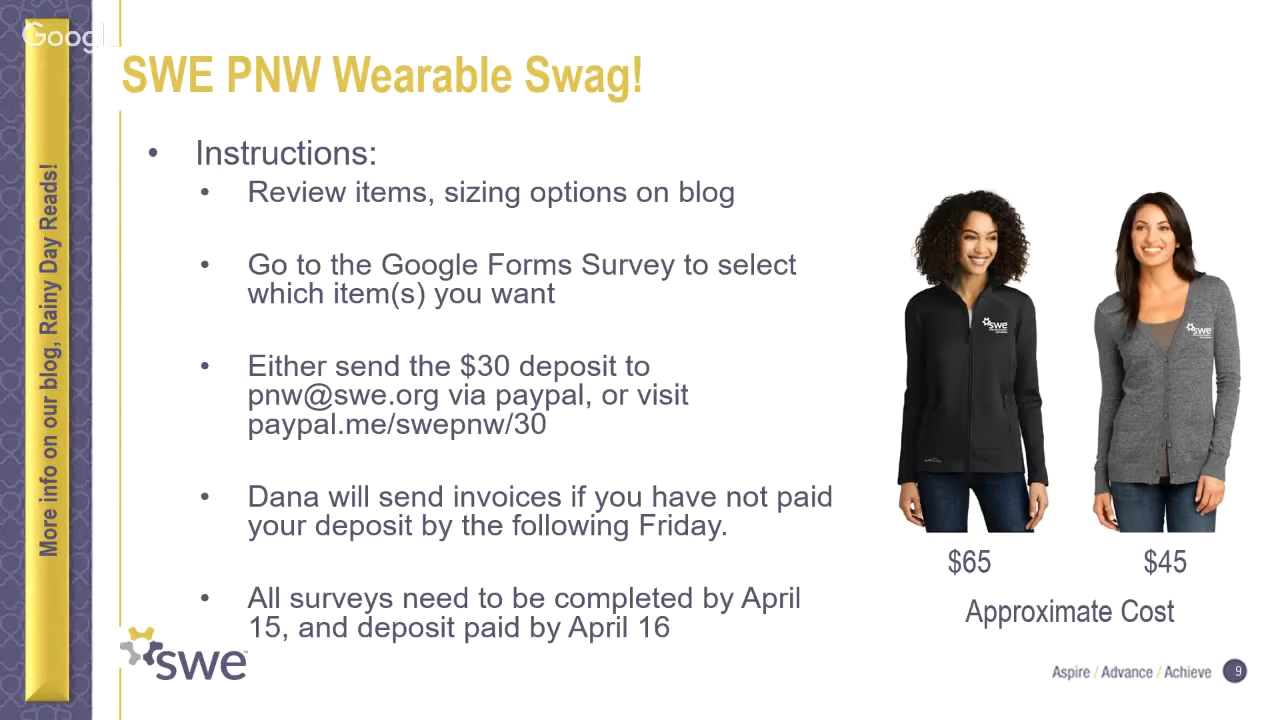 Google
More info on our blog, Rainy Day Reads!
SWE PNW Wearable Swag!
• Instructions:
• Review items, sizing options on blog
• Go to the Google Forms Survey to select
which item(s) you want
• Either send the $30 deposit to
pnw@swe.org via paypal, or visit
paypal.me/swepnw/30
• Dana will send invoices if you have not paid
your deposit by the following Friday.
• All surveys need to be completed by April
15, and deposit paid by April 16
swe
swe
$65
$45
Approximate Cost
swe™
Aspire / Advance / Achieve
9